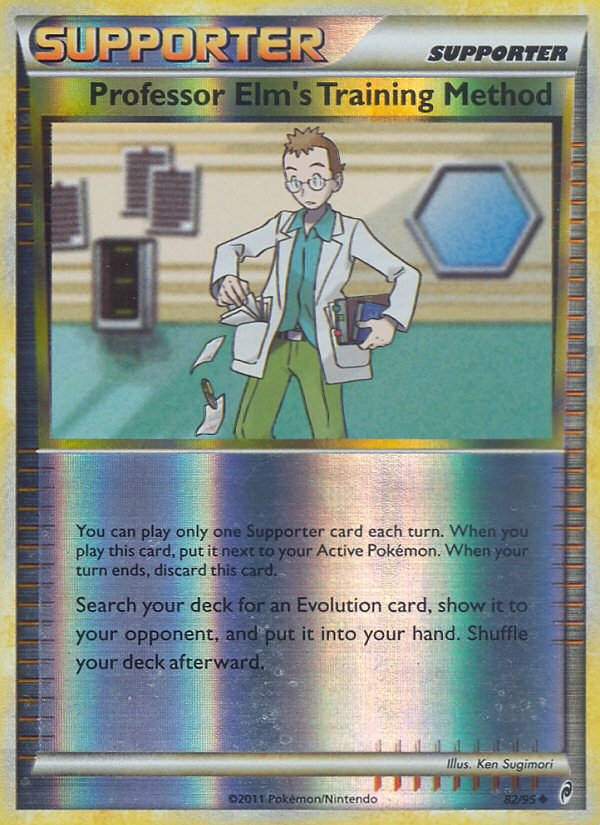 SUPPORTER
SUPPORTER
Professor Elm's Training Method
You can play only one Supporter card each turn. When you
play this card, put it next to your Active Pokémon. When your
turn ends, discard this card.
Search your deck for an Evolution card, show it to
your opponent, and put it into your hand. Shuffle
your deck afterward.
Illus. Ken Sugimori
©2011 Pokémon/Nintendo
82/95